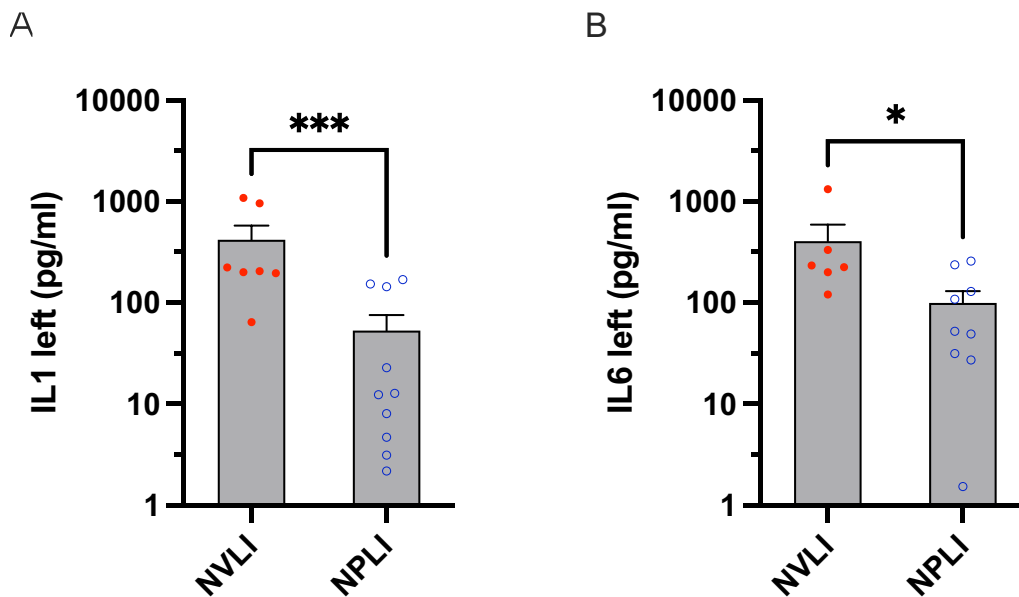 A
IL1 left (pg/ml)
10000
1000
100
10
1
***
NVLI
NPLI
B
IL6 left (pg/ml)
10000
1000
100
10
1
*
NVLI
NPLI